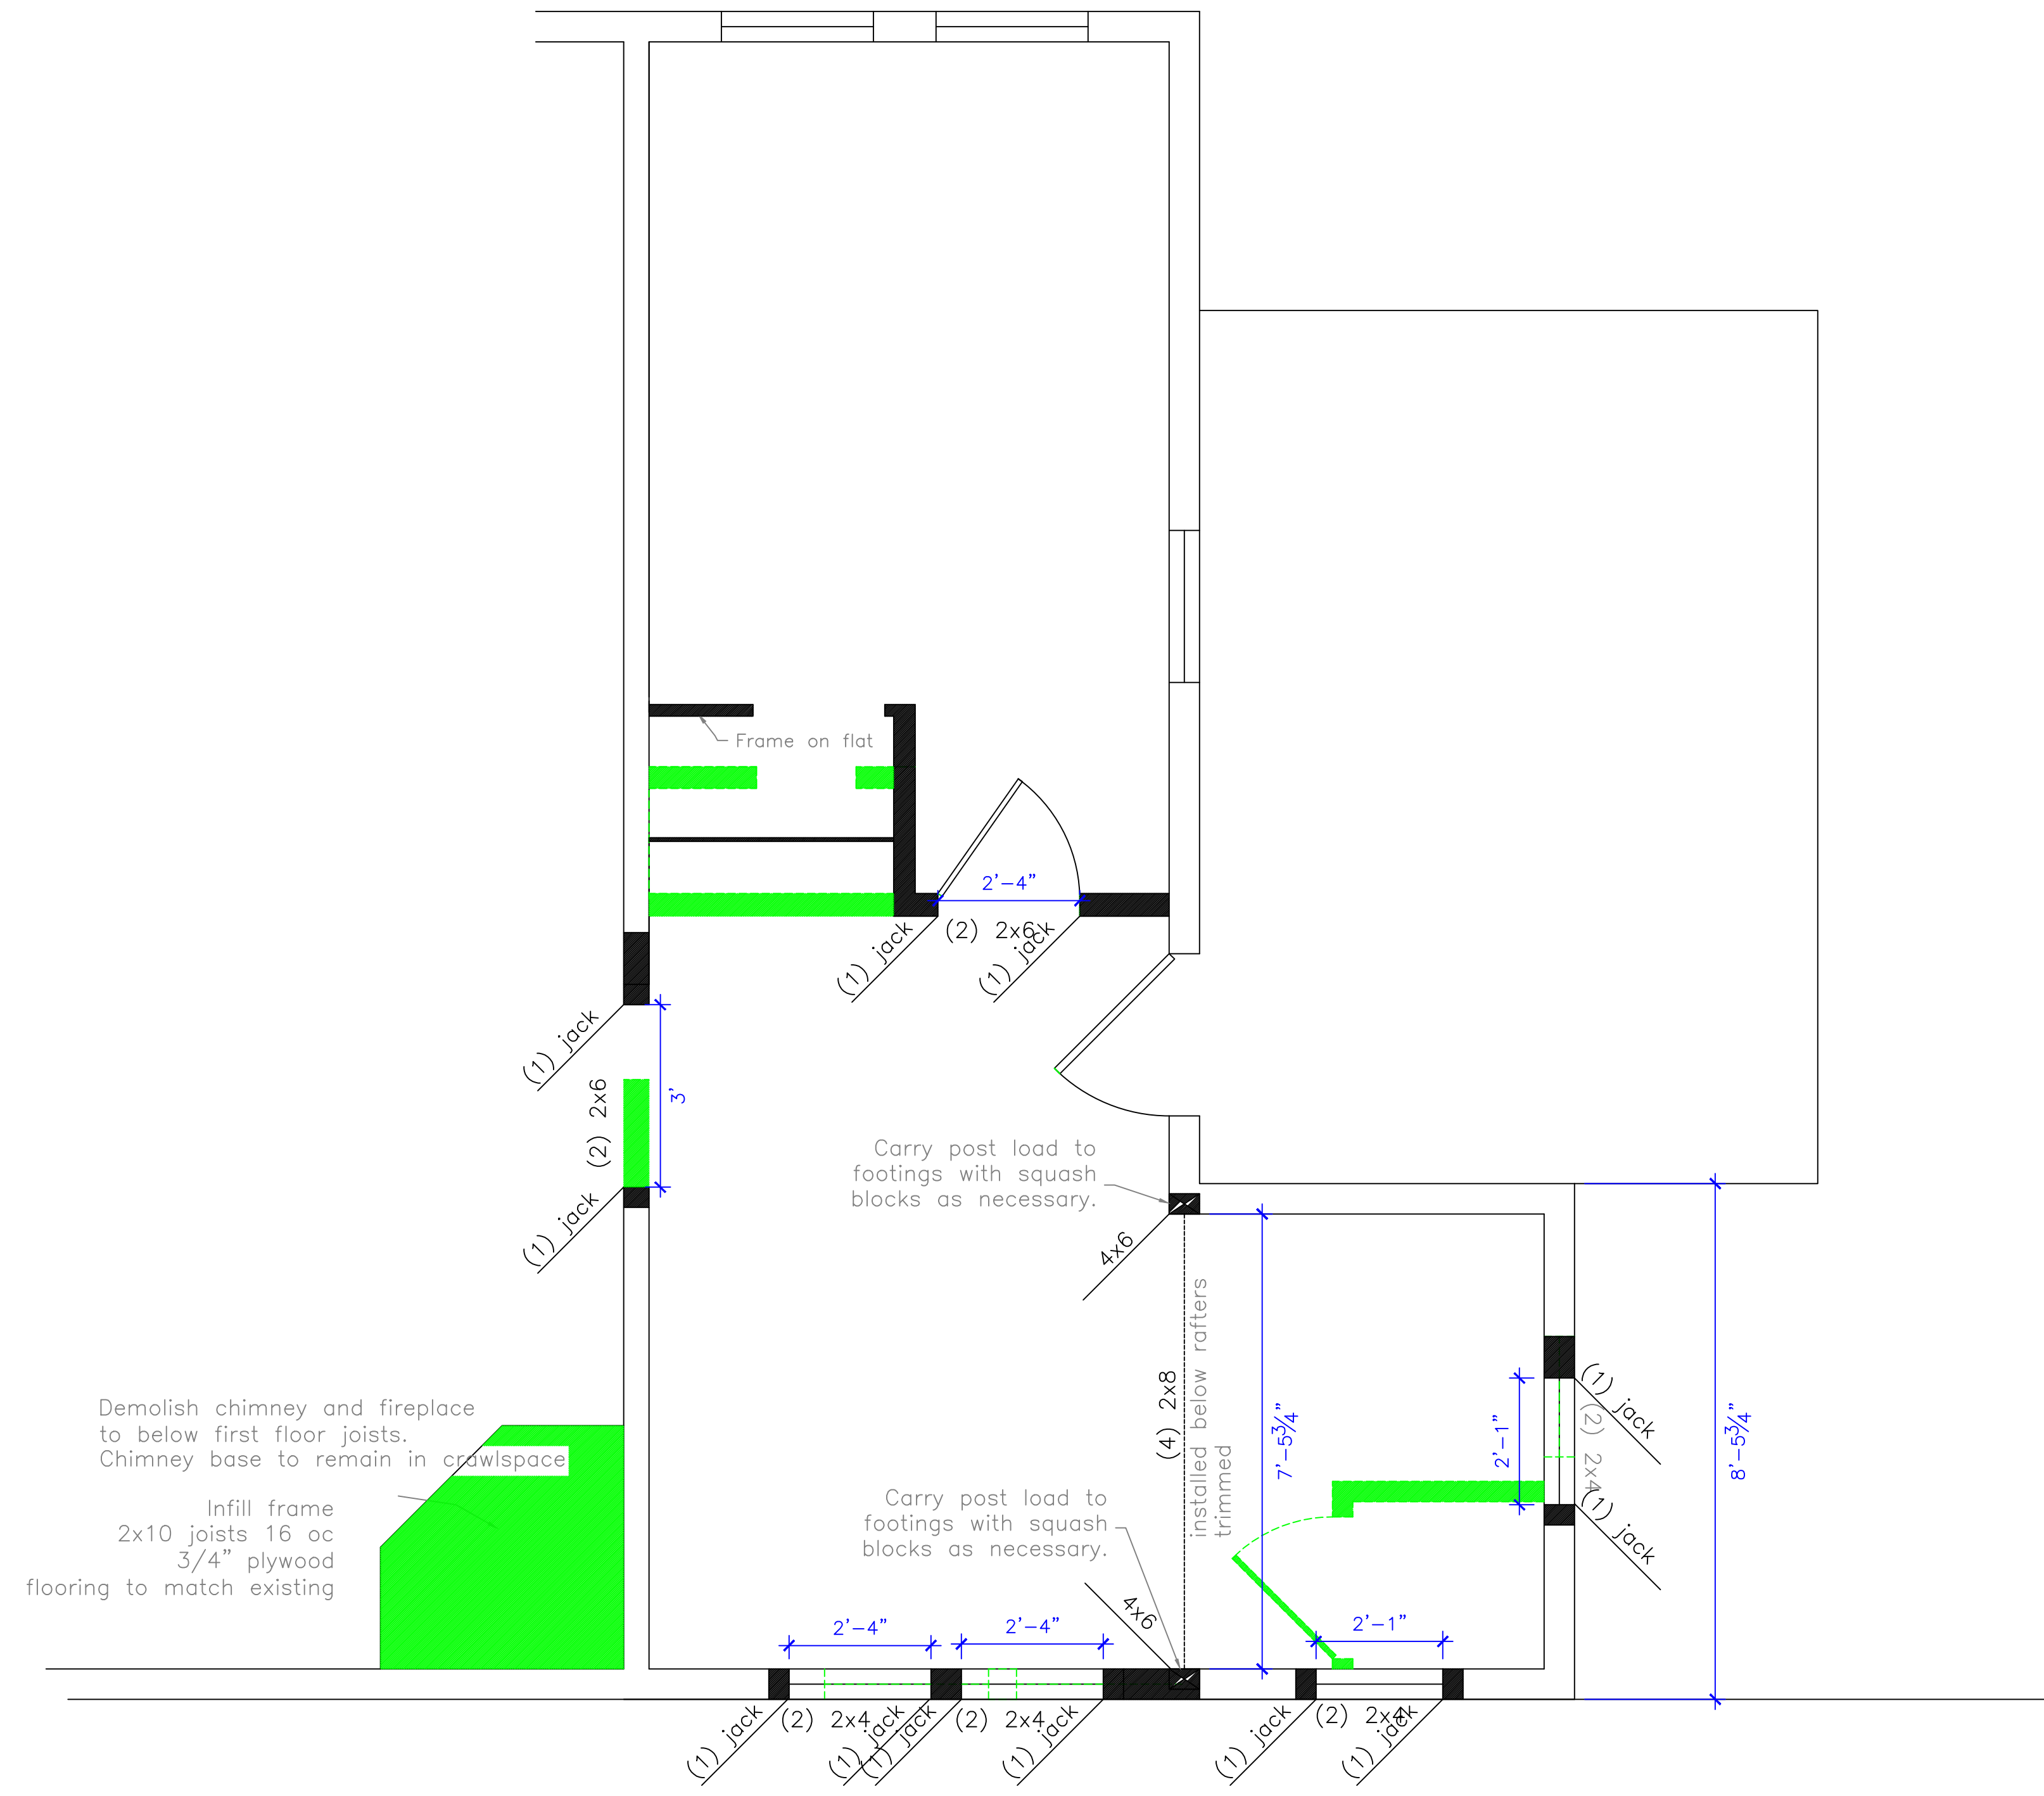 Frame on flat
2'-4"
(2) 2x6
(1) jack
(1) jack
(1) jack
(2) 2x6
3'
(1) jack
Carry post load to
footings with squash
blocks as necessary.
4x6
(4) 2x8
installed below rafters
trimmed
7'-5¾"
2'-1"
(1) jack
(2) 2x4
(1) jack
8'-5¾"
Demolish chimney and fireplace
to below first floor joists.
Chimney base to remain in crawlspace
Infill frame
2x10 joists 16 oc
3/4" plywood
flooring to match existing
Carry post load to
footings with squash
blocks as necessary.
4x6
2'-4"
2'-4"
2'-1"
(1) jack
(2) 2x4
(1) jack
(1) jack
(2) 2x4
(1) jack
(1) jack
(2) 2x4
(1) jack